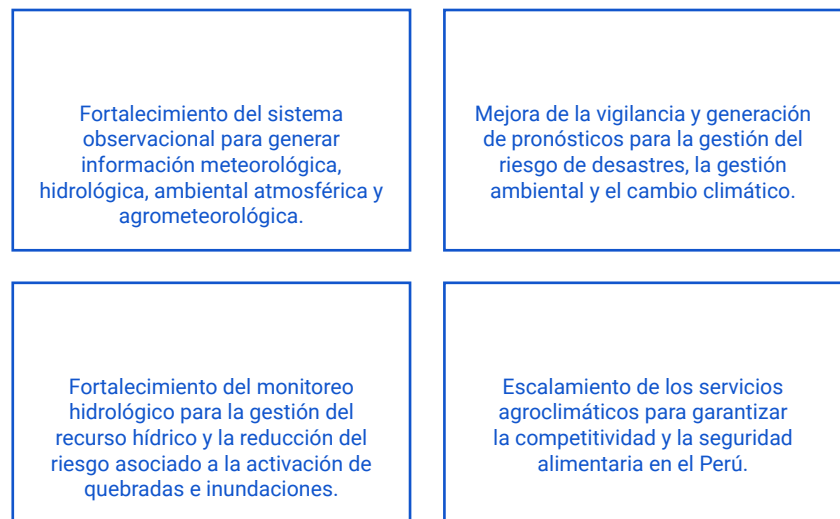 Fortalecimiento del sistema
observacional para generar
información meteorológica,
hidrológica, ambiental atmosférica y
agrometeorológica.
Mejora de la vigilancia y generación
de pronósticos para la gestión del
riesgo de desastres, la gestión
ambiental y el cambio climático.
Fortalecimiento del monitoreo
hidrológico para la gestión del
recurso hídrico y la reducción del
riesgo asociado a la activación de
quebradas e inundaciones.
Escalamiento de los servicios
agroclimáticos para garantizar
la competitividad y la seguridad
alimentaria en el Perú.